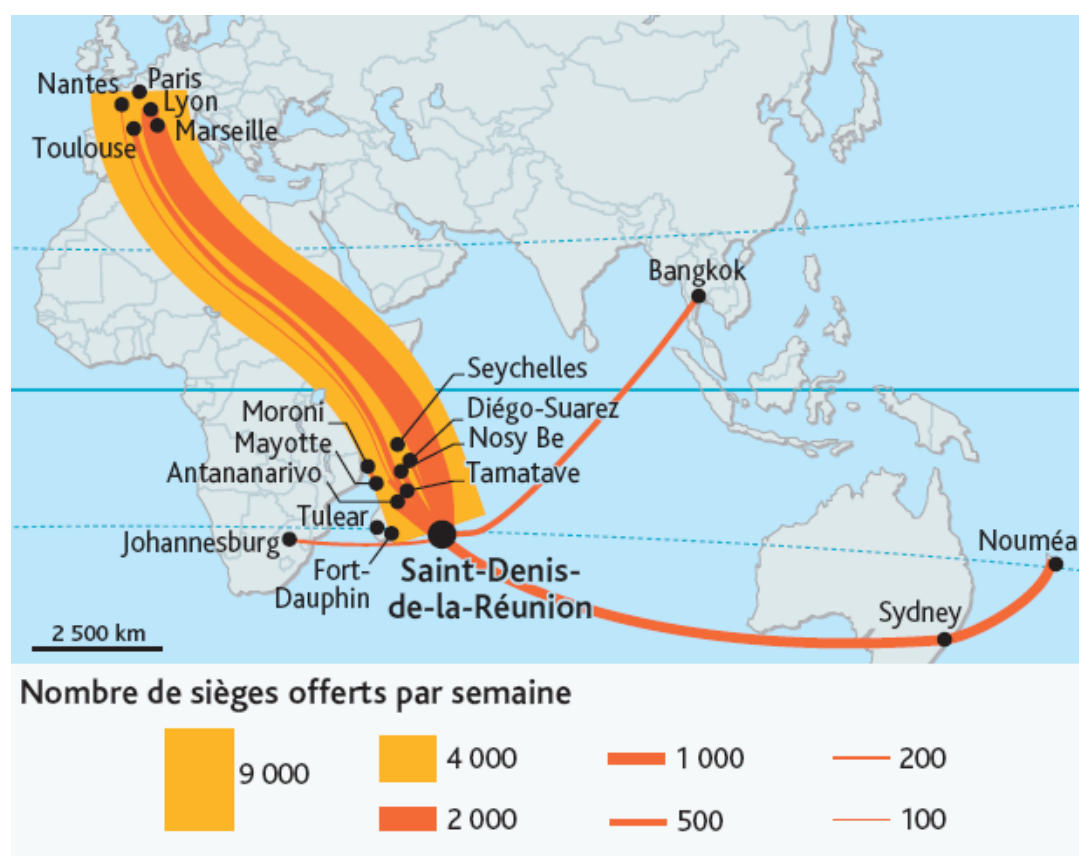 Nantes
Paris
Lyon
Marseille
Toulouse
Bangkok
Seychelles
Moroni
Diégo-Suarez
Mayotte
Nosy Be
Antananarivo
Tamatave
Tulear
Johannesburg
Nouméa
Fort-
Dauphin
Saint-Denis-
de-la-Réunion
Sydney
2 500 km
Nombre de sièges offerts par semaine
9 000
4 000
1 000
200
2 000
500
100